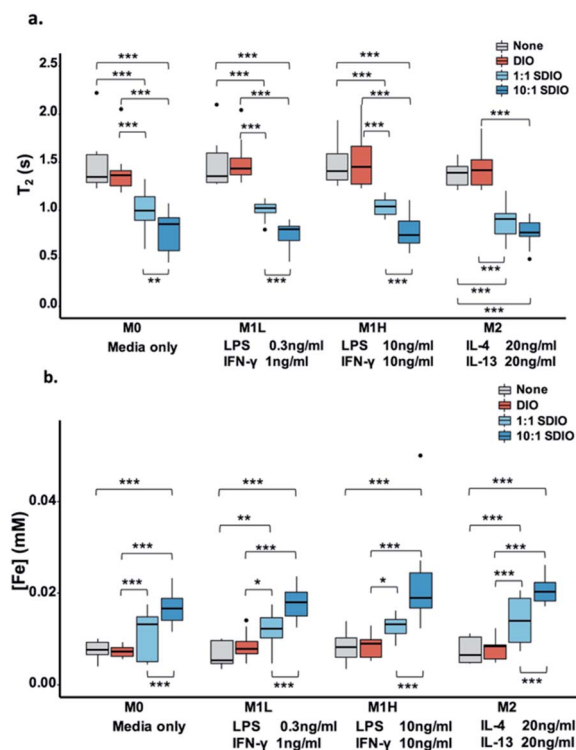 a.
None
DIO
1:1 SDIO
10:1 SDIO
T2 (s)
2.5
2.0
1.5
1.0
0.5
0.0
***
***
***
***
**
***
***
***
***
***
***
***
***
***
***
***
***
***
***
M0
Media only
M1L
LPS 0.3ng/ml
IFN-γ 1ng/ml
M1H
LPS 10ng/ml
IFN-γ 10ng/ml
M2
IL-4 20ng/ml
IL-13 20ng/ml
b.
None
DIO
1:1 SDIO
10:1 SDIO
[Fe] (mM)
0.04
0.02
0.00
***
***
***
***
***
**
***
*
***
***
***
*
***
***
***
***
***
***
M0
Media only
M1L
LPS 0.3ng/ml
IFN-γ 1ng/ml
M1H
LPS 10ng/ml
IFN-γ 10ng/ml
M2
IL-4 20ng/ml
IL-13 20ng/ml